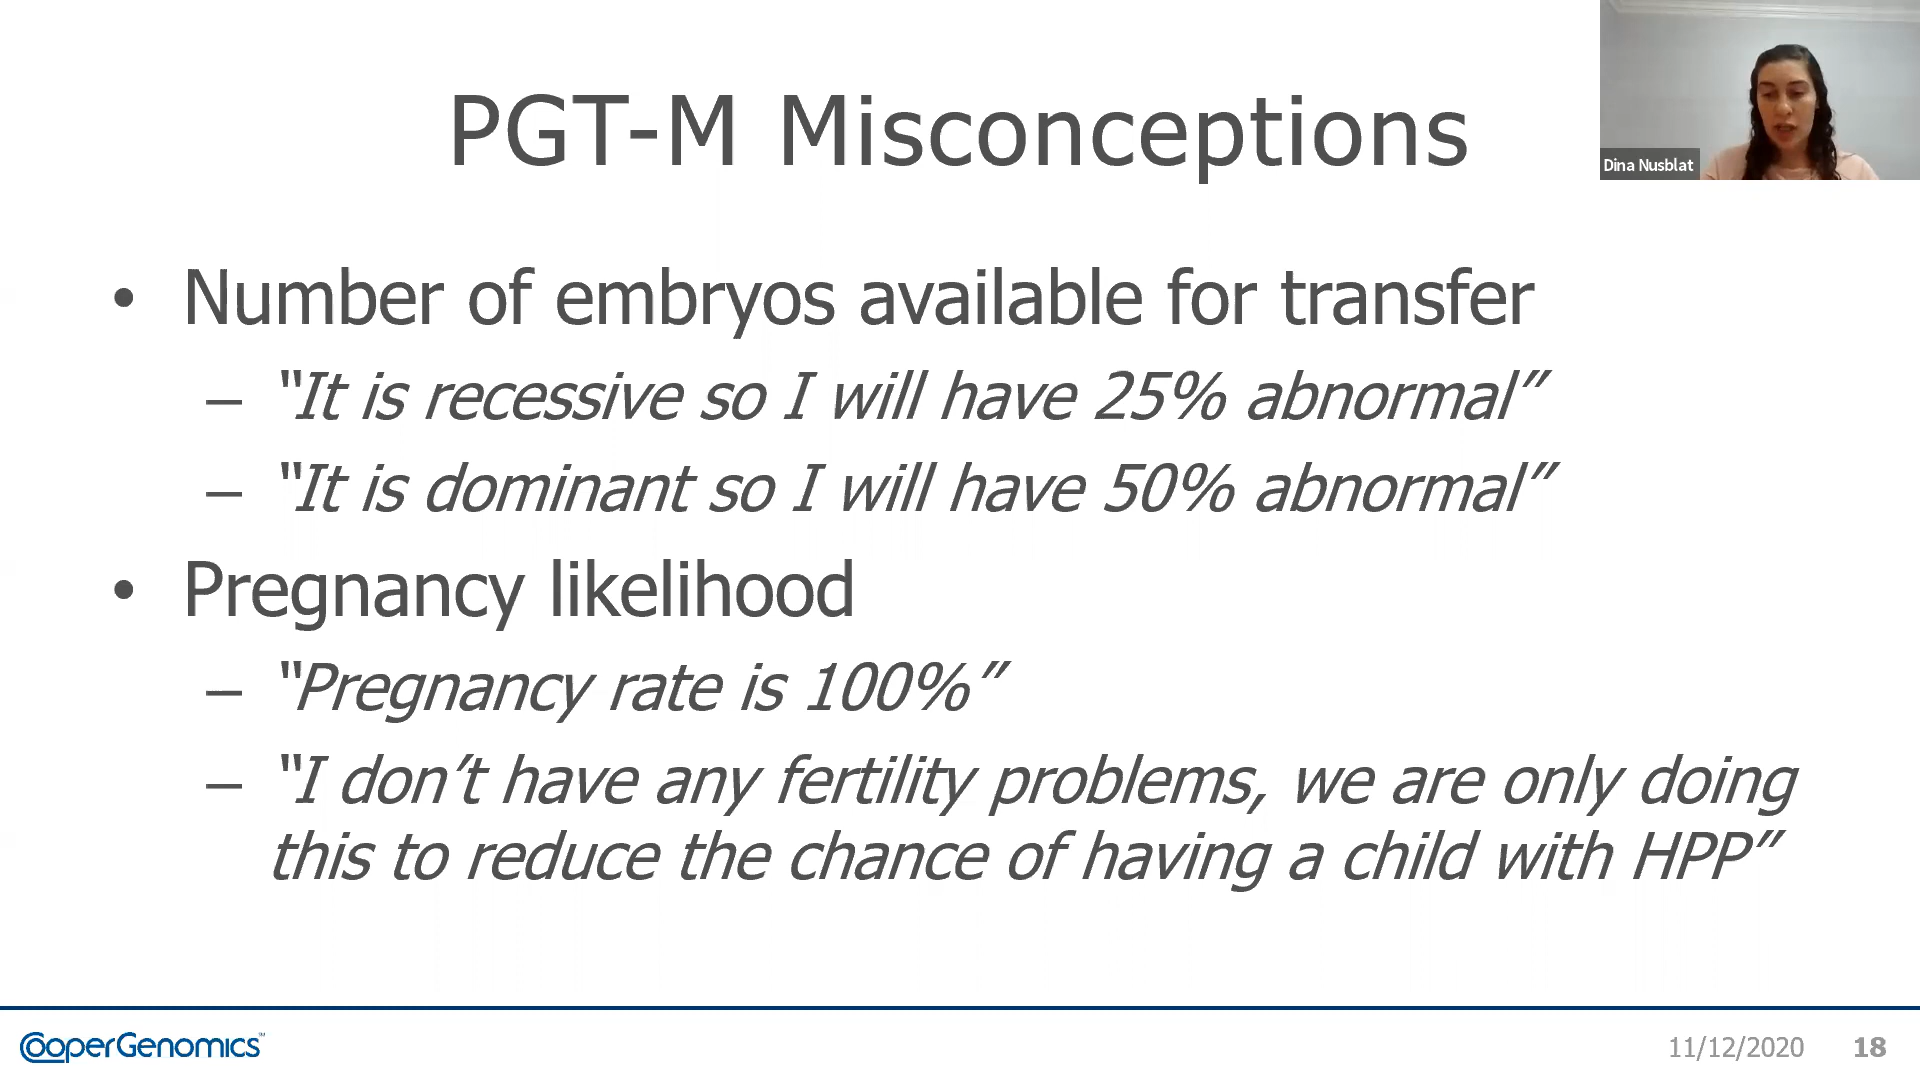 PGT-M Misconceptions
Dina Nusblat
• Number of embryos available for transfer
– “It is recessive so I will have 25% abnormal”
– “It is dominant so I will have 50% abnormal”
• Pregnancy likelihood
– “Pregnancy rate is 100%”
– “I don’t have any fertility problems, we are only doing
this to reduce the chance of having a child with HPP”
CooperGenomics™
11/12/2020 18